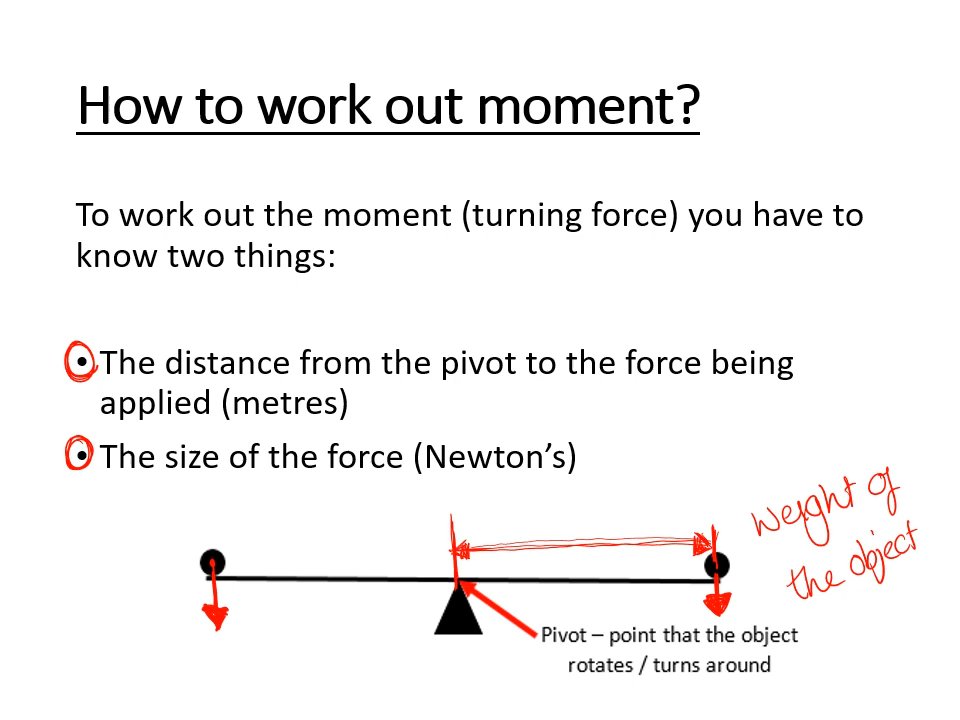 How to work out moment?
To work out the moment (turning force) you have to
know two things:
• The distance from the pivot to the force being
applied (metres)
• The size of the force (Newton’s)
weight of
the object
Pivot – point that the object
rotates / turns around